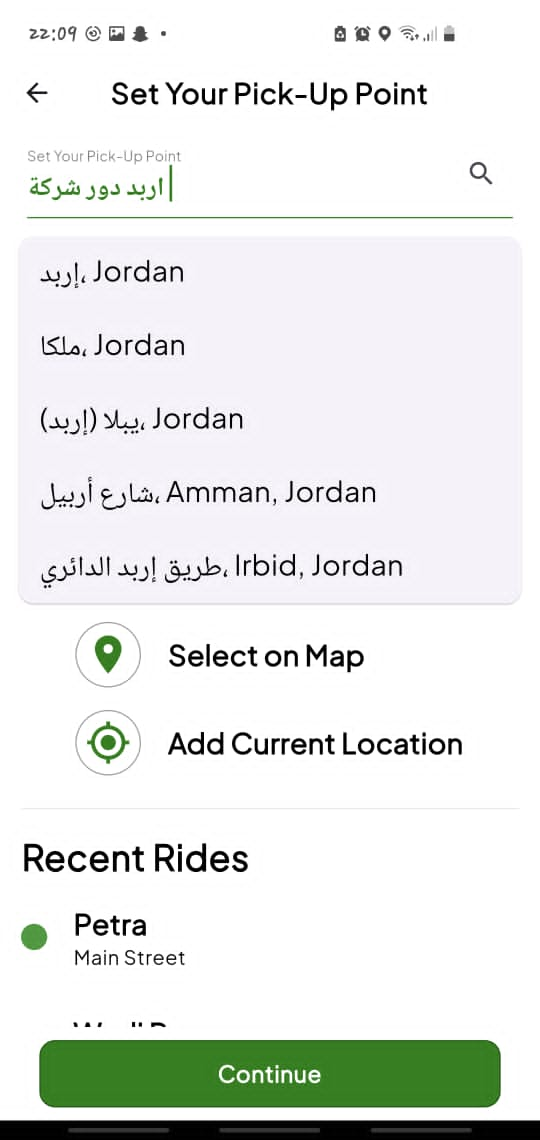 22:09
Set Your Pick-Up Point
Set Your Pick-Up Point
اربد دور شركة
إربد، Jordan
ملكا، Jordan
يبلا (إربد)، Jordan
شارع أربيل، Amman, Jordan
طريق إربد الدائري، Irbid, Jordan
Select on Map
Add Current Location
Recent Rides
Petra
Main Street
Continue